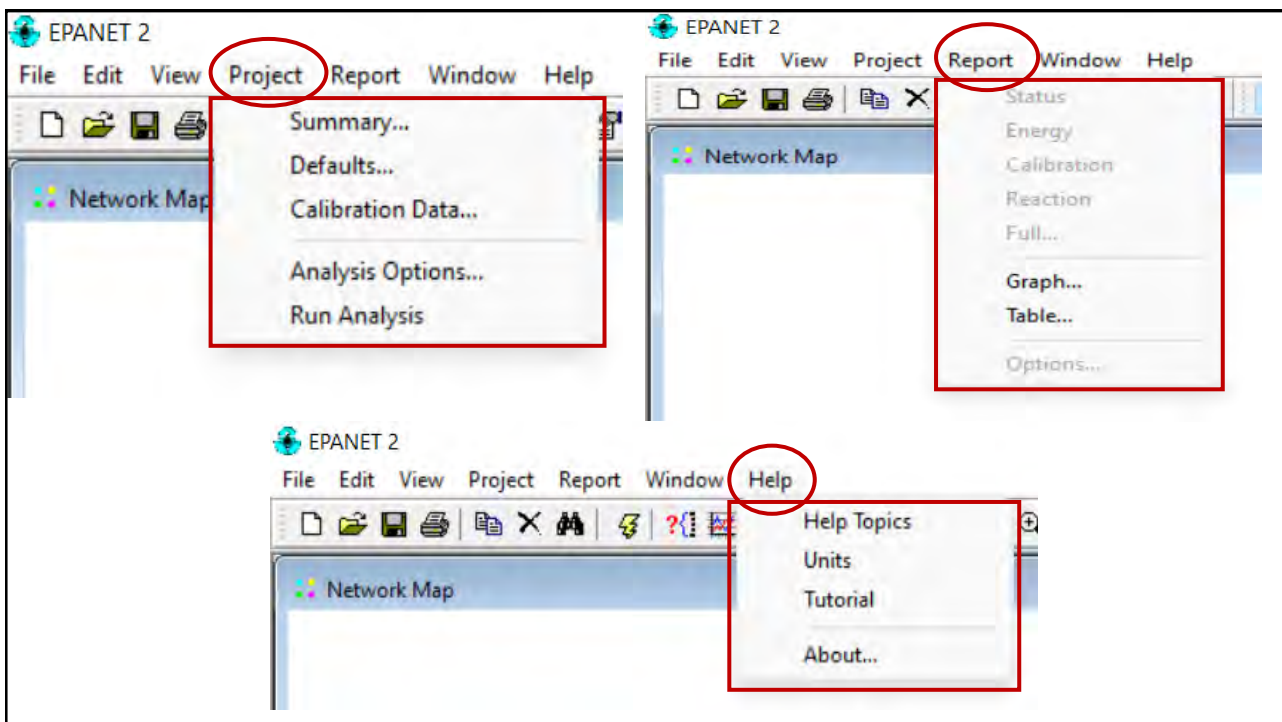 EPANET 2
File Edit View Project Report Window Help
Summary...
Defaults...
Calibration Data...
Analysis Options...
Run Analysis
Network Map
EPANET 2
File Edit View Project Report Window Help
Status
Energy
Calibration
Reaction
Full...
Graph...
Table...
Options...
Network Map
EPANET 2
File Edit View Project Report Window Help
Help Topics
Units
Tutorial
About...
Network Map